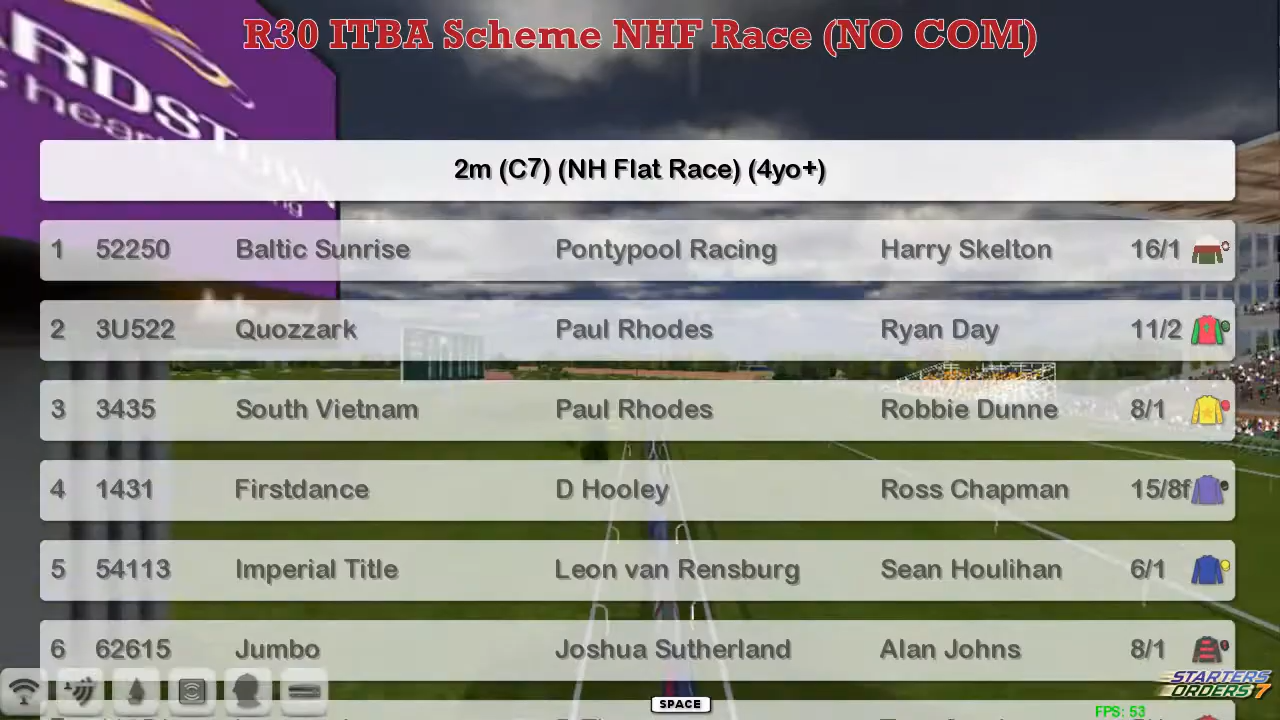 R30 ITBA Scheme NHF Race (NO COM)
2m (C7) (NH Flat Race) (4yo+)
1 52250 Baltic Sunrise Pontypool Racing Harry Skelton 16/1
2 3U522 Quozzark Paul Rhodes Ryan Day 11/2
3 3435 South Vietnam Paul Rhodes Robbie Dunne 8/1
4 1431 Firstdance D Hooley Ross Chapman 15/8f
5 54113 Imperial Title Leon van Rensburg Sean Houlihan 6/1
6 62615 Jumbo Joshua Sutherland Alan Johns 8/1
STARTERS
ORDERS 7
SPACE
FPS: 53